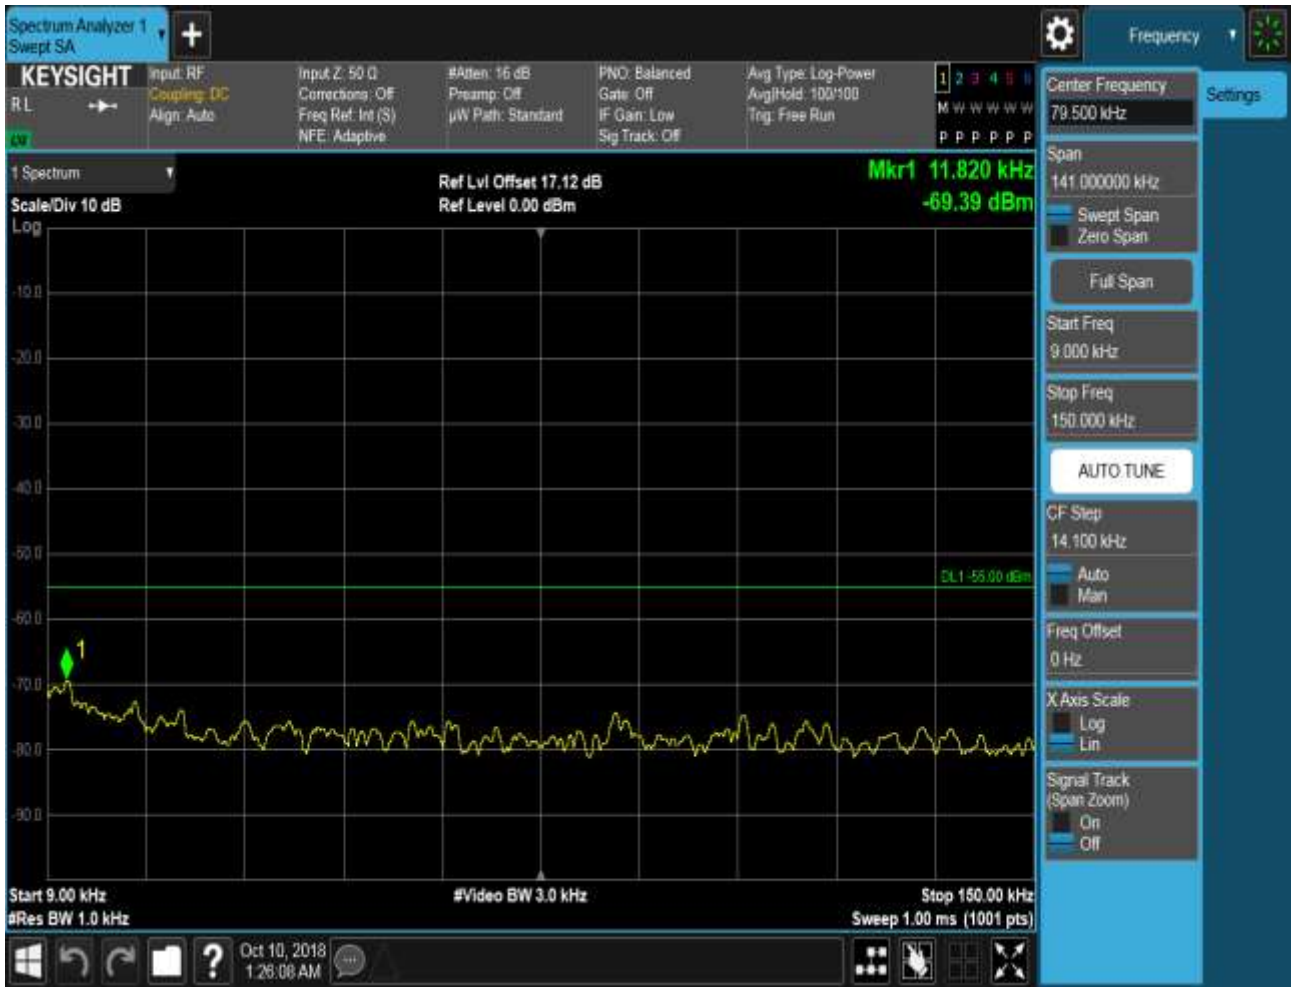 Spectrum Analyzer 1
Swept SA
Frequency
KEYSIGHT
RL
Input: RF
Coupling: DC
Align: Auto
Input Z: 50 Ω
Corrections: Off
Freq Ref: Int (S)
NFE: Adaptive
#Atten: 16 dB
Preamp: Off
µW Path: Standard
PNO: Balanced
Gate: Off
IF Gain: Low
Sig Track: Off
Avg Type: Log-Power
Avg|Hold: 100/100
Trig: Free Run
1 2 3 4 5 6
M W W W W W
P P P P P P
1 Spectrum
Scale/Div 10 dB
Log
Ref Lvl Offset 17.12 dB
Ref Level 0.00 dBm
Mkr1 11.820 kHz
-69.39 dBm
-10.0
-20.0
-30.0
-40.0
-50.0
-60.0
-70.0
-80.0
-90.0
DL1 -55.00 dBm
1
Start 9.00 kHz
#Res BW 1.0 kHz
#Video BW 3.0 kHz
Stop 150.00 kHz
Sweep 1.00 ms (1001 pts)
Oct 10, 2018
1:26:08 AM
Center Frequency
79.500 kHz
Settings
Span
141.000000 kHz
Swept Span
Zero Span
Full Span
Start Freq
9.000 kHz
Stop Freq
150.000 kHz
AUTO TUNE
CF Step
14.100 kHz
Auto
Man
Freq Offset
0 Hz
X Axis Scale
Log
Lin
Signal Track
(Span Zoom)
On
Off